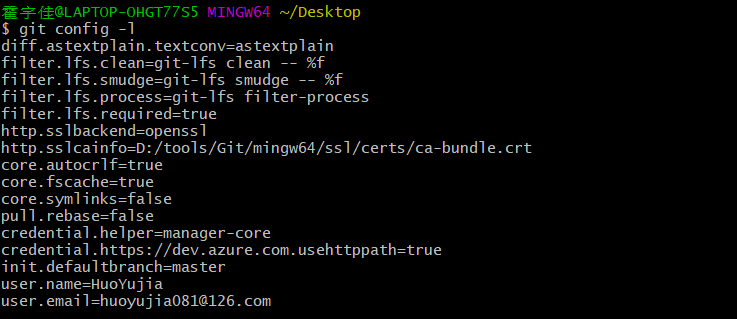 霍宇佳@LAPTOP-OHGT77S5 MINGW64 ~/Desktop
$ git config -l
diff.astextplain.textconv=astextplain
filter.lfs.clean=git-lfs clean -- %f
filter.lfs.smudge=git-lfs smudge -- %f
filter.lfs.process=git-lfs filter-process
filter.lfs.required=true
http.sslbackend=openssl
http.sslcainfo=D:/tools/Git/mingw64/ssl/certs/ca-bundle.crt
core.autocrlf=true
core.fscache=true
core.symlinks=false
pull.rebase=false
credential.helper=manager-core
credential.https://dev.azure.com.usehttppath=true
init.defaultbranch=master
user.name=HuoYujia
user.email=huoyujia081@126.com